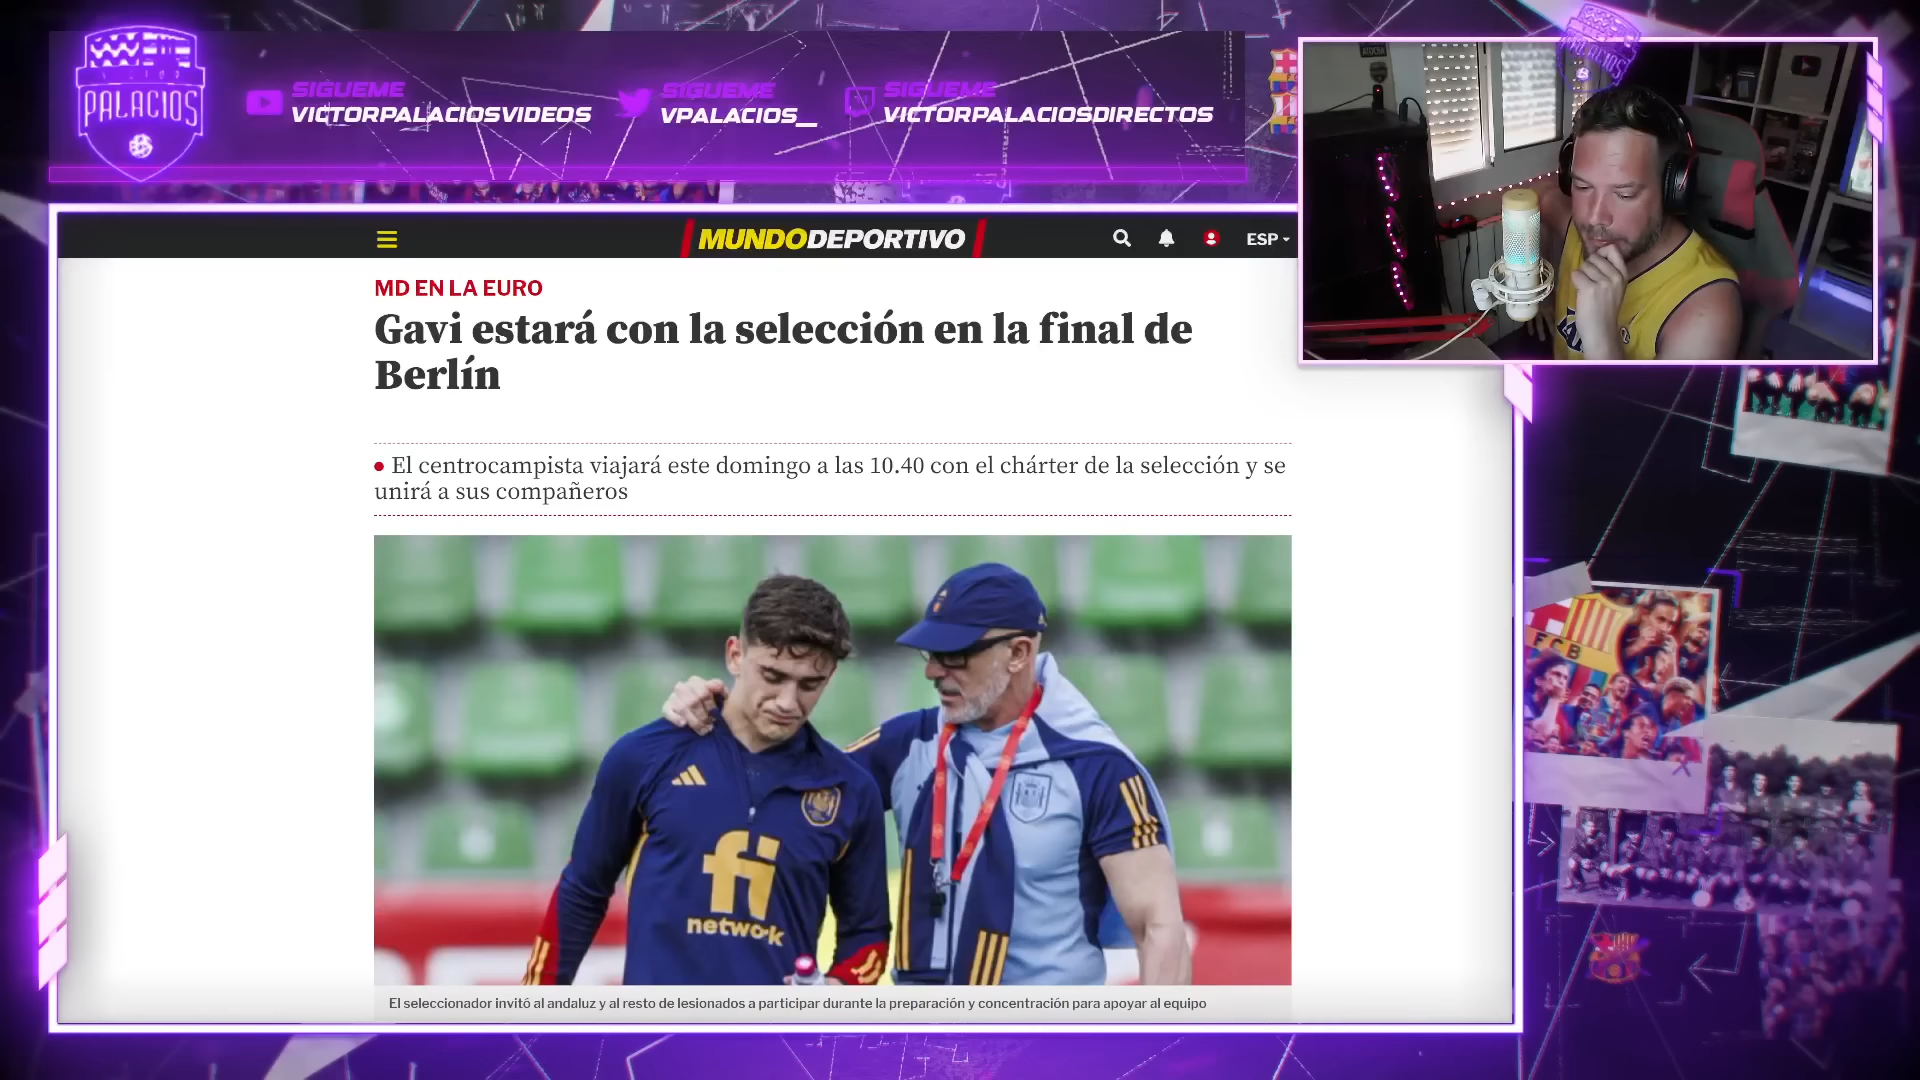 PALACIOS
SIGUEME
VICTORPALACIOSVIDEOS
SIGUEME
VPALACIOS_
SIGUEME
VICTORPALACIOSDIRECTOS
MUNDODEPORTIVO
ESP
MD EN LA EURO
Gavi estará con la selección en la final de
Berlín
El centrocampista viajará este domingo a las 10.40 con el chárter de la selección y se
unirá a sus compañeros
fi
network
El seleccionador invitó al andaluz y al resto de lesionados a participar durante la preparación y concentración para apoyar al equipo
FCB